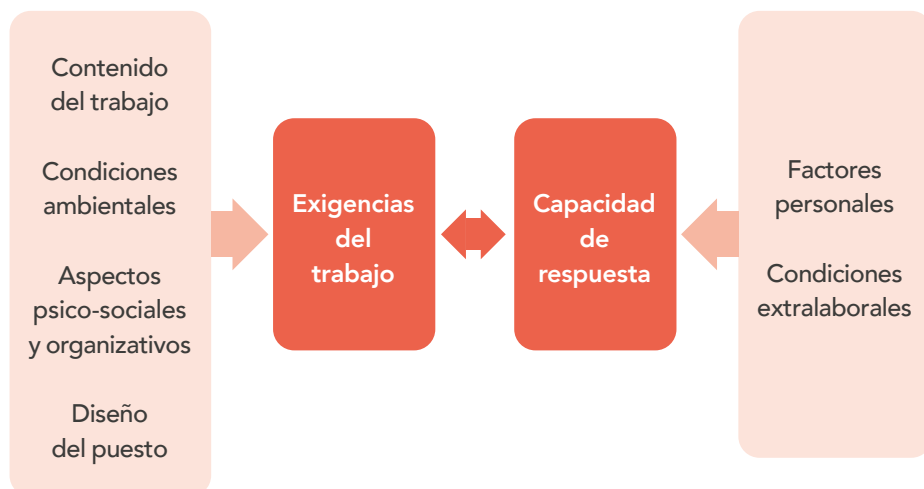 Contenido
del trabajo
Condiciones
ambientales
Aspectos
psico-sociales
y organizativos
Diseño
del puesto
Exigencias
del
trabajo
Capacidad
de
respuesta
Factores
personales
Condiciones
extralaborales